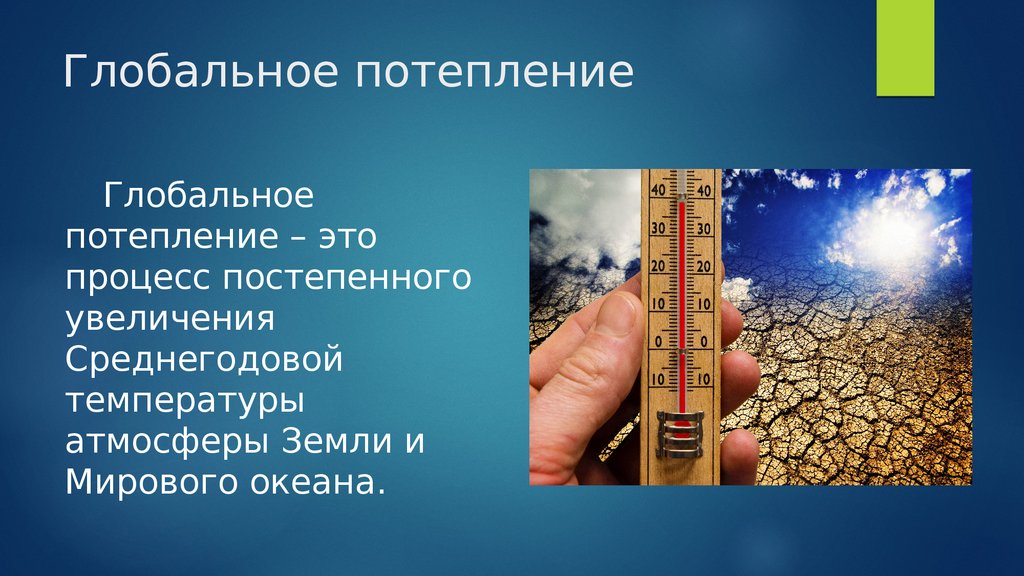 Глобальное потепление
Глобальное
потепление – это
процесс постепенного
увеличения
Среднегодовой
температуры
атмосферы Земли и
Мирового океана.
40 40
30 30
20 20
10 10
0 0
10 10